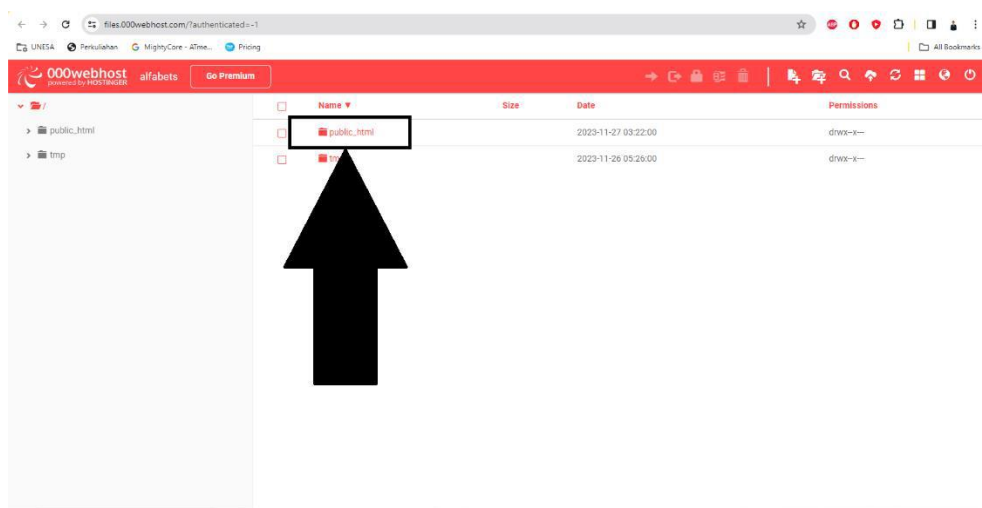 files.000webhost.com/?authenticated=-1
UNESA Perkuliahan MightyCore - ATme... Pricing All Bookmarks
000webhost alfabets Go Premium
powered by HOSTINGER
/ Name ▼ Size Date Permissions
public_html public_html 2023-11-27 03:22:00 drwx--x---
tmp 2023-11-26 05:26:00 drwx--x---